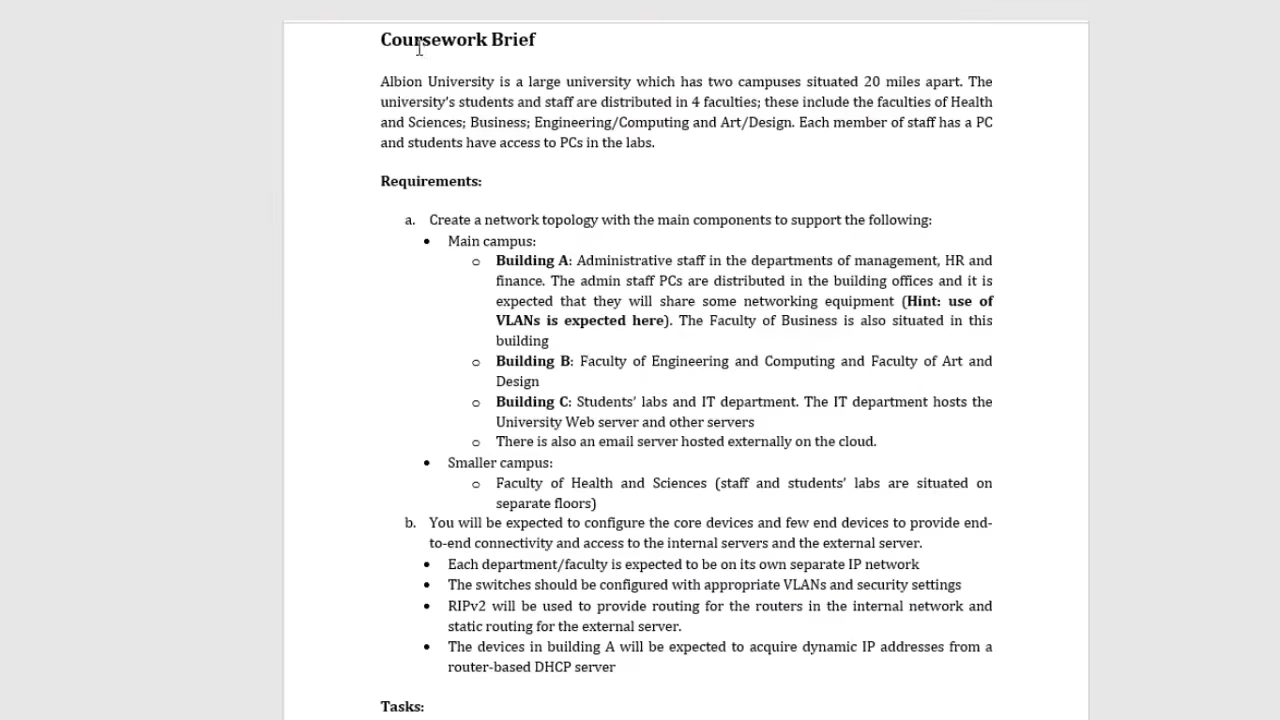 Coursework Brief
Albion University is a large university which has two campuses situated 20 miles apart. The
university's students and staff are distributed in 4 faculties; these include the faculties of Health
and Sciences; Business; Engineering/Computing and Art/Design. Each member of staff has a PC
and students have access to PCs in the labs.
Requirements:
a. Create a network topology with the main components to support the following:
• Main campus:
o Building A: Administrative staff in the departments of management, HR and
finance. The admin staff PCs are distributed in the building offices and it is
expected that they will share some networking equipment (Hint: use of
VLANs is expected here). The Faculty of Business is also situated in this
building
o Building B: Faculty of Engineering and Computing and Faculty of Art and
Design
o Building C: Students' labs and IT department. The IT department hosts the
University Web server and other servers
o There is also an email server hosted externally on the cloud.
• Smaller campus:
o Faculty of Health and Sciences (staff and students' labs are situated on
separate floors)
b. You will be expected to configure the core devices and few end devices to provide end-
to-end connectivity and access to the internal servers and the external server.
• Each department/faculty is expected to be on its own separate IP network
• The switches should be configured with appropriate VLANs and security settings
• RIPv2 will be used to provide routing for the routers in the internal network and
static routing for the external server.
• The devices in building A will be expected to acquire dynamic IP addresses from a
router-based DHCP server
Tasks: